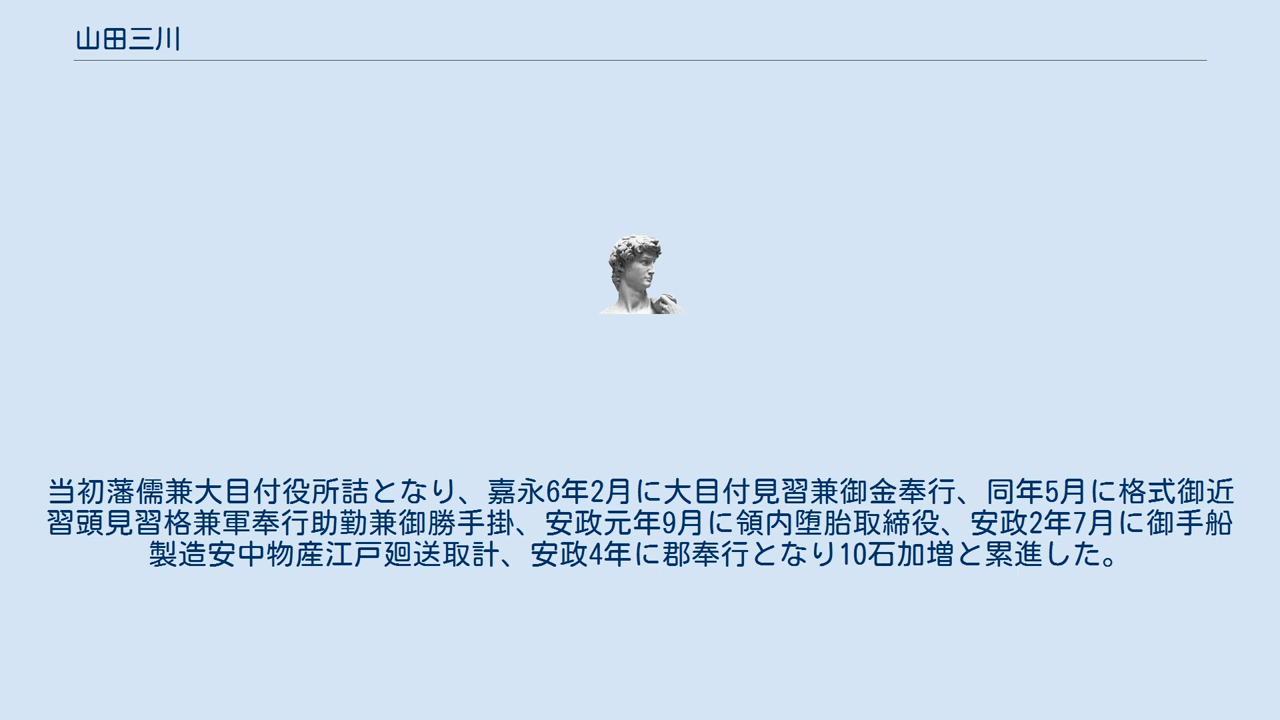 山田三川
当初藩儒兼大目付役所詰となり、嘉永6年2月に大目付見習兼御金奉行、同年5月に格式御近
習頭見習格兼軍奉行助勤兼御勝手掛、安政元年9月に領内堕胎取締役、安政2年7月に御手船
製造安中物産江戸廻送取計、安政4年に郡奉行となり10石加増と累進した。